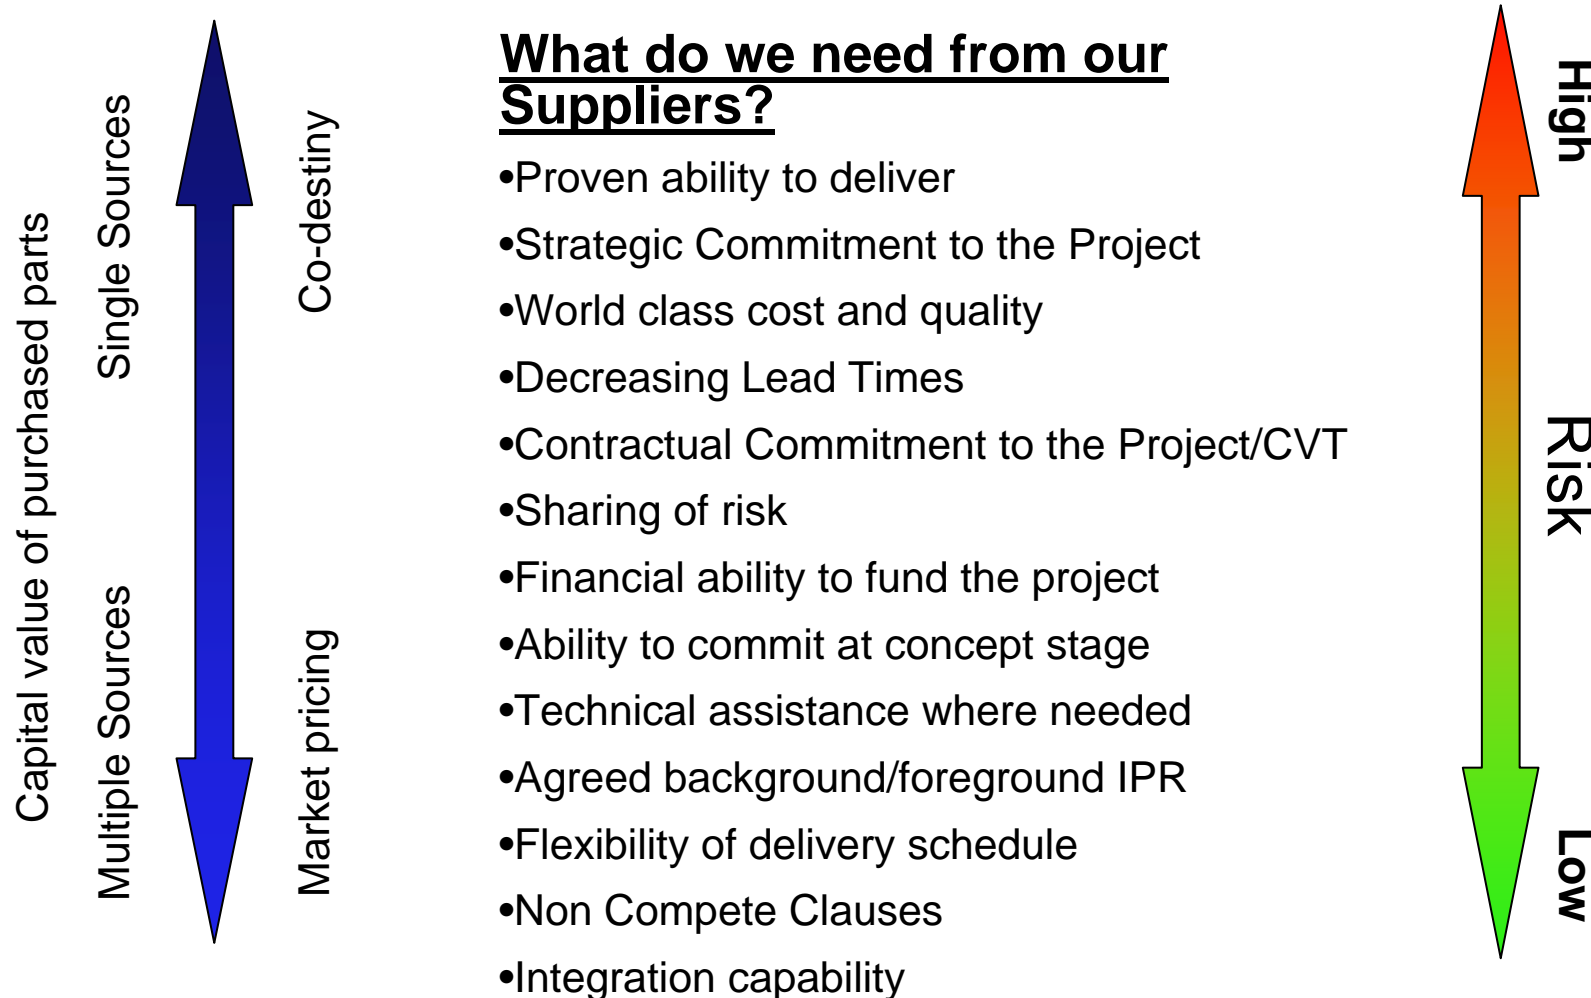 Capital value of purchased parts
Single Sources
Multiple Sources
Co-destiny
Market pricing
What do we need from our
Suppliers?
•Proven ability to deliver
•Strategic Commitment to the Project
•World class cost and quality
•Decreasing Lead Times
•Contractual Commitment to the Project/CVT
•Sharing of risk
•Financial ability to fund the project
•Ability to commit at concept stage
•Technical assistance where needed
•Agreed background/foreground IPR
•Flexibility of delivery schedule
•Non Compete Clauses
•Integration capability
High
Risk
Low